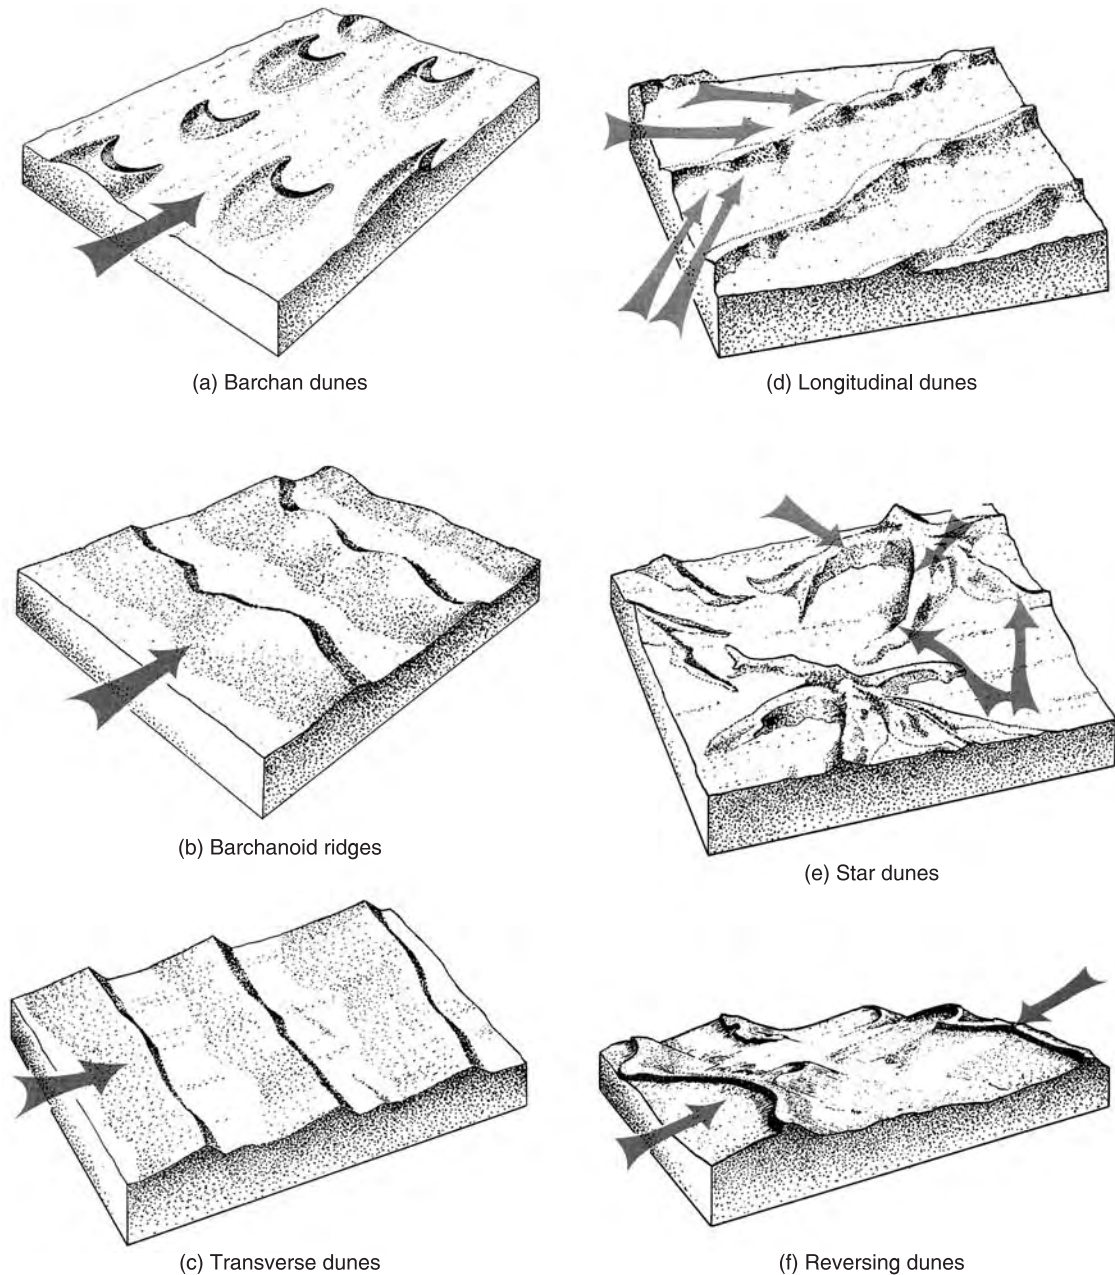 (a) Barchan dunes
(d) Longitudinal dunes
(b) Barchanoid ridges
(e) Star dunes
(c) Transverse dunes
(f) Reversing dunes